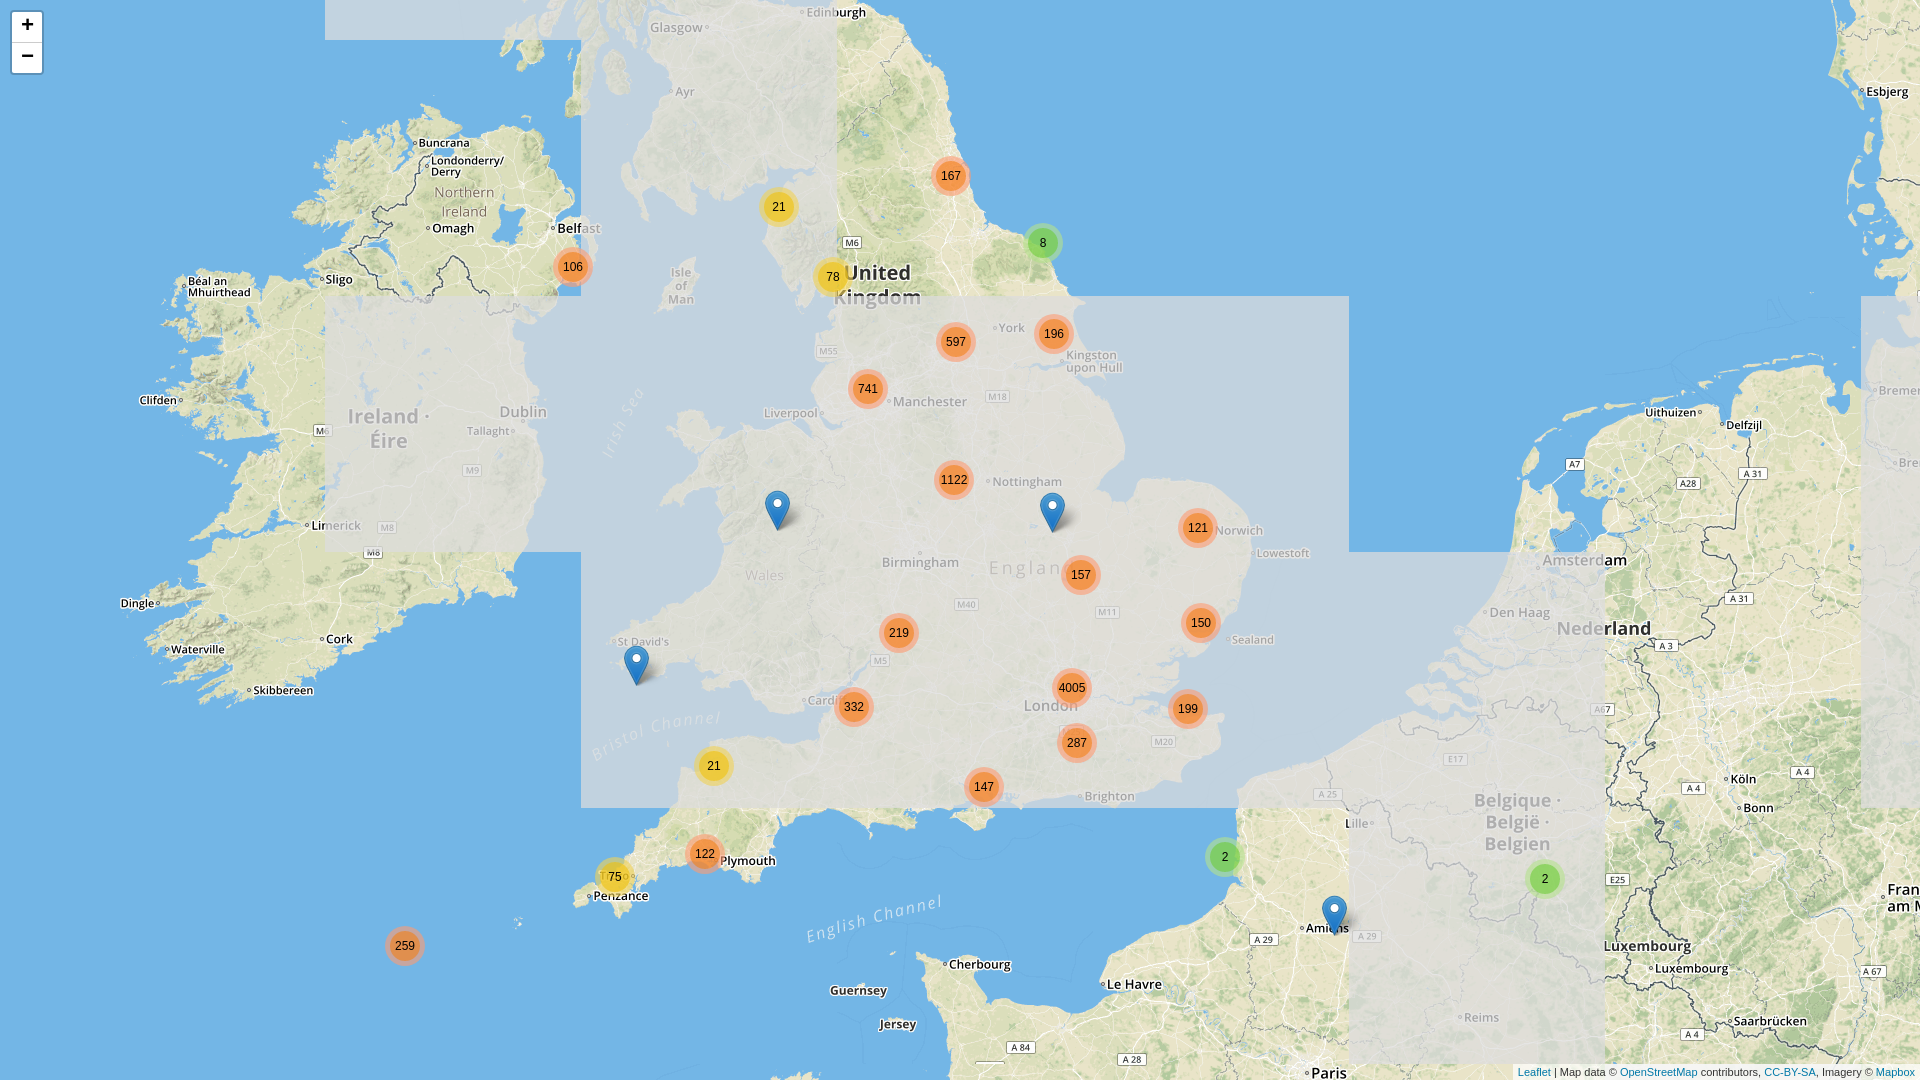 +
−
Glasgow
Edinburgh
Ayr
Esbjerg
Buncrana
Londonderry/
Derry
Northern
Ireland
Omagh
Belfast
106
Sligo
Béal an
Mhuirthead
Isle
of
Man
21
167
8
M6
78
United
Kingdom
York
196
597
Kingston
upon Hull
M55
741
Manchester
M18
Liverpool
Irish Sea
Clifden
Ireland ·
Éire
Dublin
Tallaght
M6
M9
Limerick
M8
M8
1122
Nottingham
121
Norwich
Lowestoft
Birmingham
Wales
157
M40
M11
150
219
Sealand
St David's
M5
Dingle
Cork
Waterville
Skibbereen
4005
London
199
332
287
M20
Bristol Channel
21
147
Brighton
122
Plymouth
75
Penzance
259
English Channel
Cherbourg
Guernsey
Jersey
Le Havre
2
Lille
A 25
E17
Belgique ·
België ·
Belgien
2
E25
Amiens
A 29
A 29
Reims
A 84
A 28
Paris
Uithuizen
Delfzijl
A7
A 31
A28
Amsterdam
A 31
Den Haag
Nederland
A 3
A67
Köln
A 4
A 4
Bonn
Luxembourg
Luxembourg
A 67
Saarbrücken
A 4
Leaflet | Map data © OpenStreetMap contributors, CC-BY-SA, Imagery © Mapbox